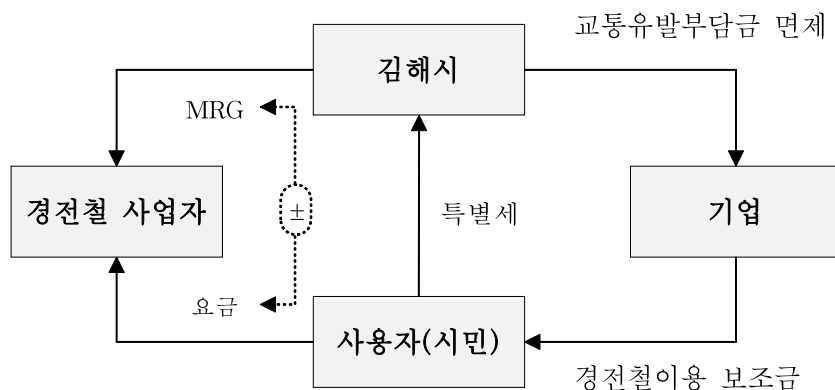 교통유발부담금 면제
김해시
MRG
경전철 사업자
±
특별세
기업
요금
사용자(시민)
경전철이용 보조금